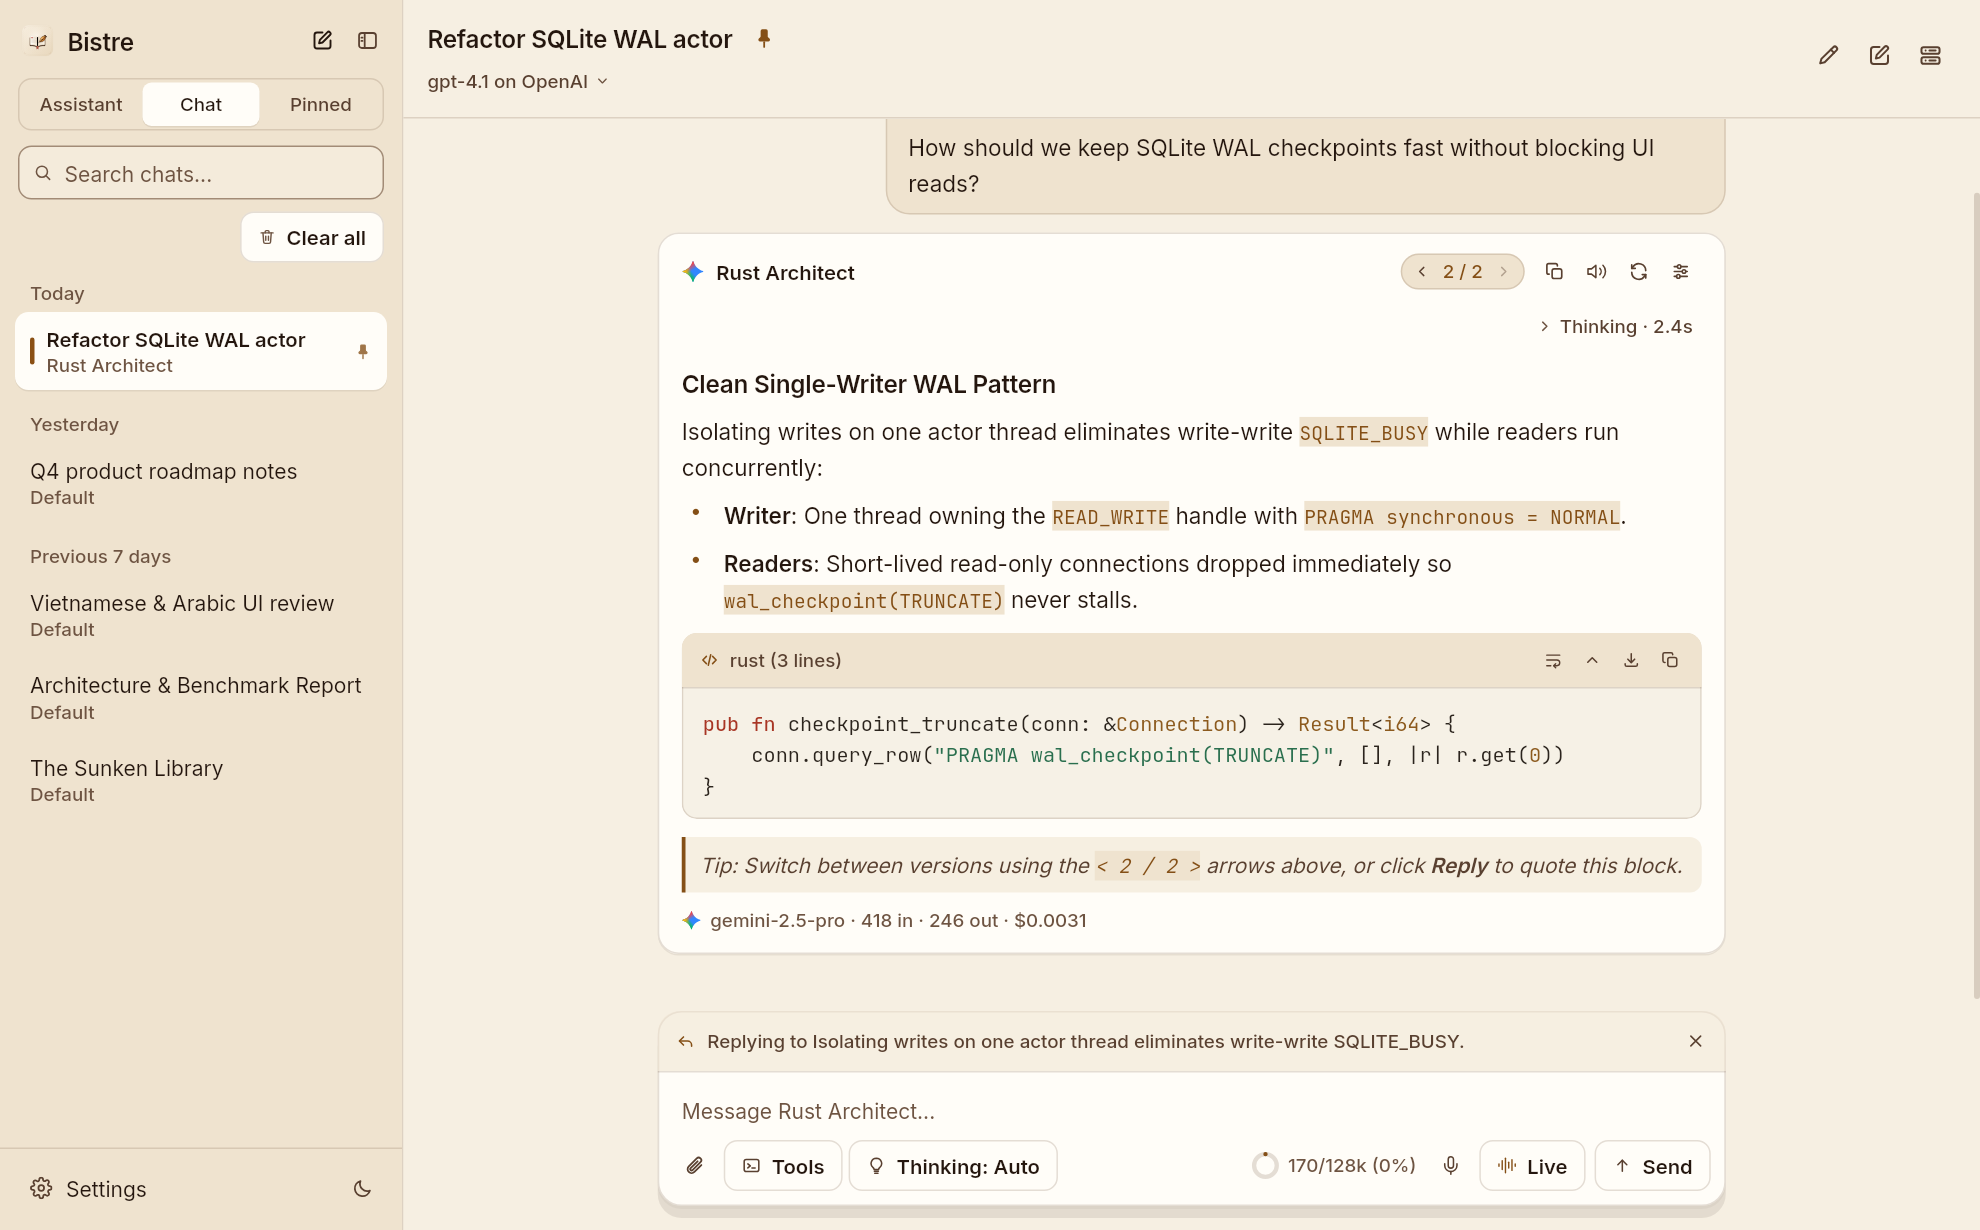 Bistre
Assistant
Chat
Pinned
Search chats...
Clear all
Today
Refactor SQLite WAL actor
Rust Architect
Yesterday
Q4 product roadmap notes
Default
Previous 7 days
Vietnamese & Arabic UI review
Default
Architecture & Benchmark Report
Default
The Sunken Library
Default
Settings
Refactor SQLite WAL actor
gpt-4.1 on OpenAI
How should we keep SQLite WAL checkpoints fast without blocking UI
reads?
Rust Architect
2 / 2
Thinking · 2.4s
Clean Single-Writer WAL Pattern
Isolating writes on one actor thread eliminates write-write SQLITE_BUSY while readers run
concurrently:
• Writer: One thread owning the READ_WRITE handle with PRAGMA synchronous = NORMAL.
• Readers: Short-lived read-only connections dropped immediately so
wal_checkpoint(TRUNCATE) never stalls.
rust (3 lines)
pub fn checkpoint_truncate(conn: &Connection) -> Result<i64> {
    conn.query_row("PRAGMA wal_checkpoint(TRUNCATE)", [], |r| r.get(0))
}
Tip: Switch between versions using the < 2 / 2 > arrows above, or click Reply to quote this block.
gemini-2.5-pro · 418 in · 246 out · $0.0031
Replying to Isolating writes on one actor thread eliminates write-write SQLITE_BUSY.
Message Rust Architect...
Tools
Thinking: Auto
170/128k (0%)
Live
Send